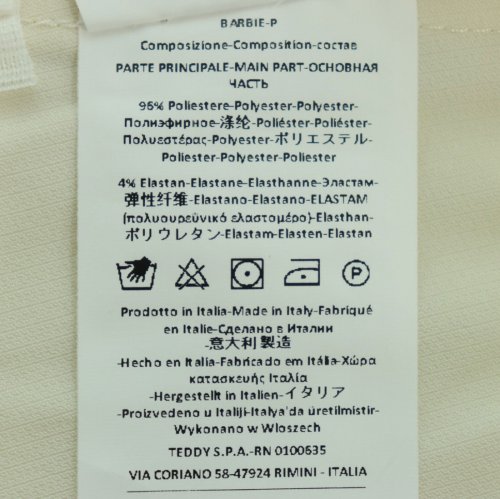 BARBIE-P
Composizione-Composition-состав
PARTE PRINCIPALE-MAIN PART-ОСНОВНАЯ
ЧАСТЬ
96% Poliestere-Polyester-Polyester-
Полиэфирное-涤纶-Poliéster-Poliéster-
Πολυεστέρας-Polyester-ポリエステル-
Poliester-Polyester-Poliester
4% Elastan-Elastane-Elasthanne-Эластам-
弹性纤维-Elastano-Elastano-ELASTAM
(πολυουρεϋνικό ελαστομερο)-Elasthan-
ポリウレタン-Elastam-Elasten-Elastan
P
Prodotto in Italia-Made in Italy-Fabriqué
en Italie-Сделано в Италии
-意大利製造
-Hecho en Italia-Fabricado em Itália-Χώρα
κατασκευής Ιταλία
-Hergestellt in Italien-イタリア
-Proizvedeno u Italiji-Italya'da üretilmistir-
Wykonano w Wloszech
TEDDY S.P.A.-RN 0100635
VIA CORIANO 58-47924 RIMINI - ITALIA